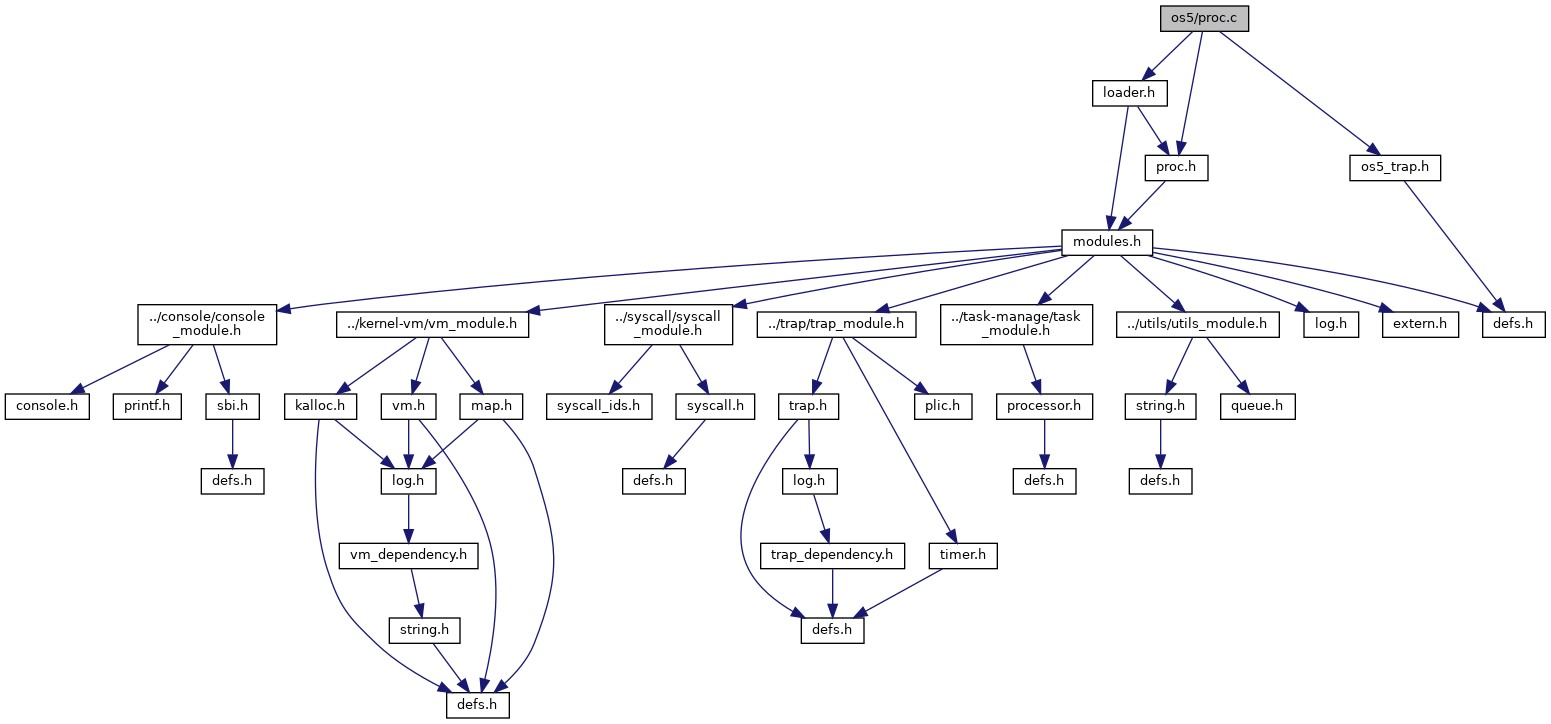 os5/proc.c
loader.h
proc.h
os5_trap.h
modules.h
../console/console
_module.h
../kernel-vm/vm_module.h
../syscall/syscall
_module.h
../trap/trap_module.h
../task-manage/task
_module.h
../utils/utils_module.h
log.h
extern.h
defs.h
console.h
printf.h
sbi.h
kalloc.h
vm.h
map.h
syscall_ids.h
syscall.h
trap.h
plic.h
processor.h
string.h
queue.h
defs.h
log.h
defs.h
log.h
defs.h
defs.h
vm_dependency.h
trap_dependency.h
timer.h
string.h
defs.h
defs.h